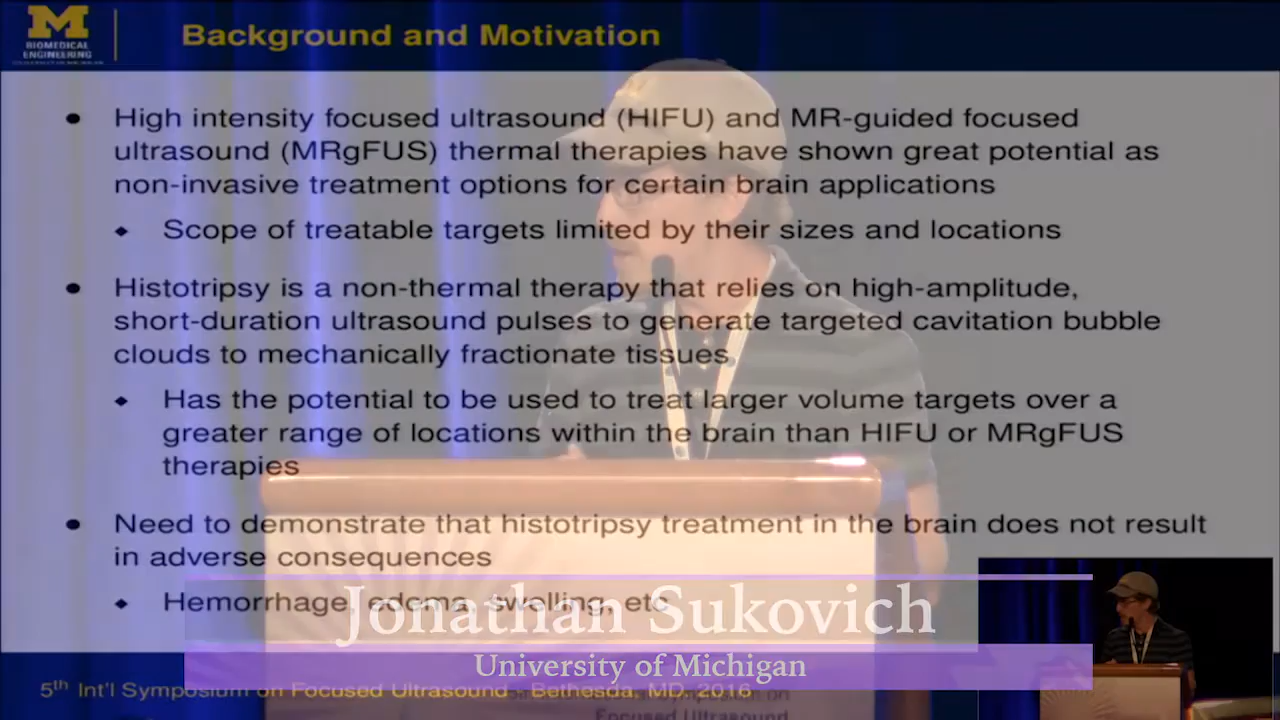 M
BIOMEDICAL
ENGINEERING
Background and Motivation
• High intensity focused ultrasound (HIFU) and MR-guided focused
ultrasound (MRgFUS) thermal therapies have shown great potential as
non-invasive treatment options for certain brain applications
⬥ Scope of treatable targets limited by their sizes and locations
• Histotripsy is a non-thermal therapy that relies on high-amplitude,
short-duration ultrasound pulses to generate targeted cavitation bubble
clouds to mechanically fractionate tissues
⬥ Has the potential to be used to treat larger volume targets over a
greater range of locations within the brain than HIFU or MRgFUS
therapies
• Need to demonstrate that histotripsy treatment in the brain does not result
in adverse consequences
⬥ Hemorrhage, edema, swelling, etc
Jonathan Sukovich
University of Michigan
5th Int'l Symposium on Focused Ultrasound - Bethesda, MD, 2016
Focused Ultrasound